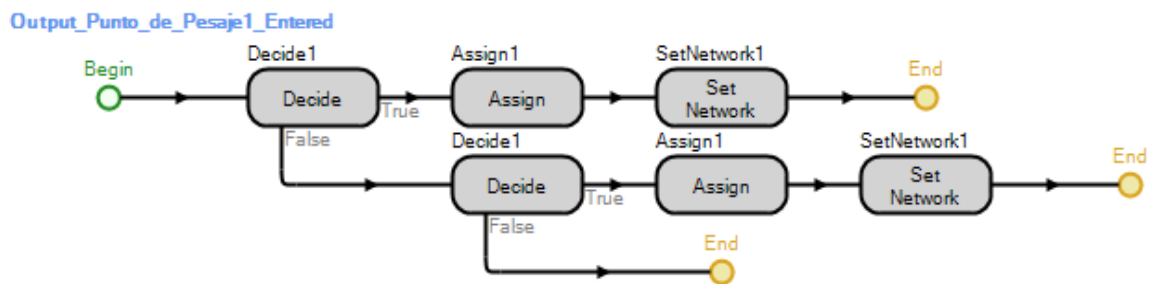 Output_Punto_de_Pesaje1_Entered
Decide1 Assign1 SetNetwork1
Begin End
Decide Assign Set
Network
True
False
Decide1 Assign1 SetNetwork1
End
Decide Assign Set
Network
True
False
End